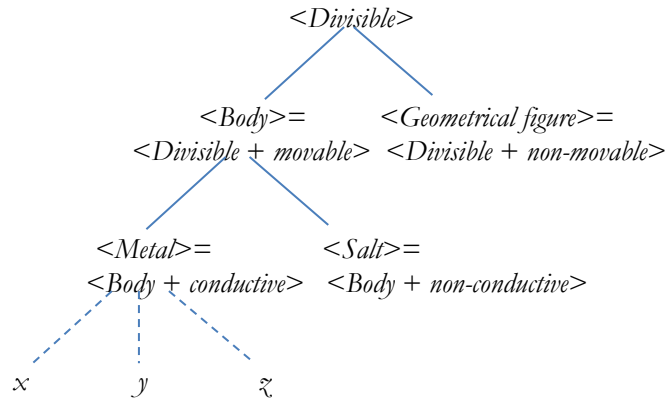 <Divisible>
<Body>= <Geometrical figure>=
<Divisible + movable> <Divisible + non-movable>
<Metal>= <Salt>=
<Body + conductive> <Body + non-conductive>
x y z